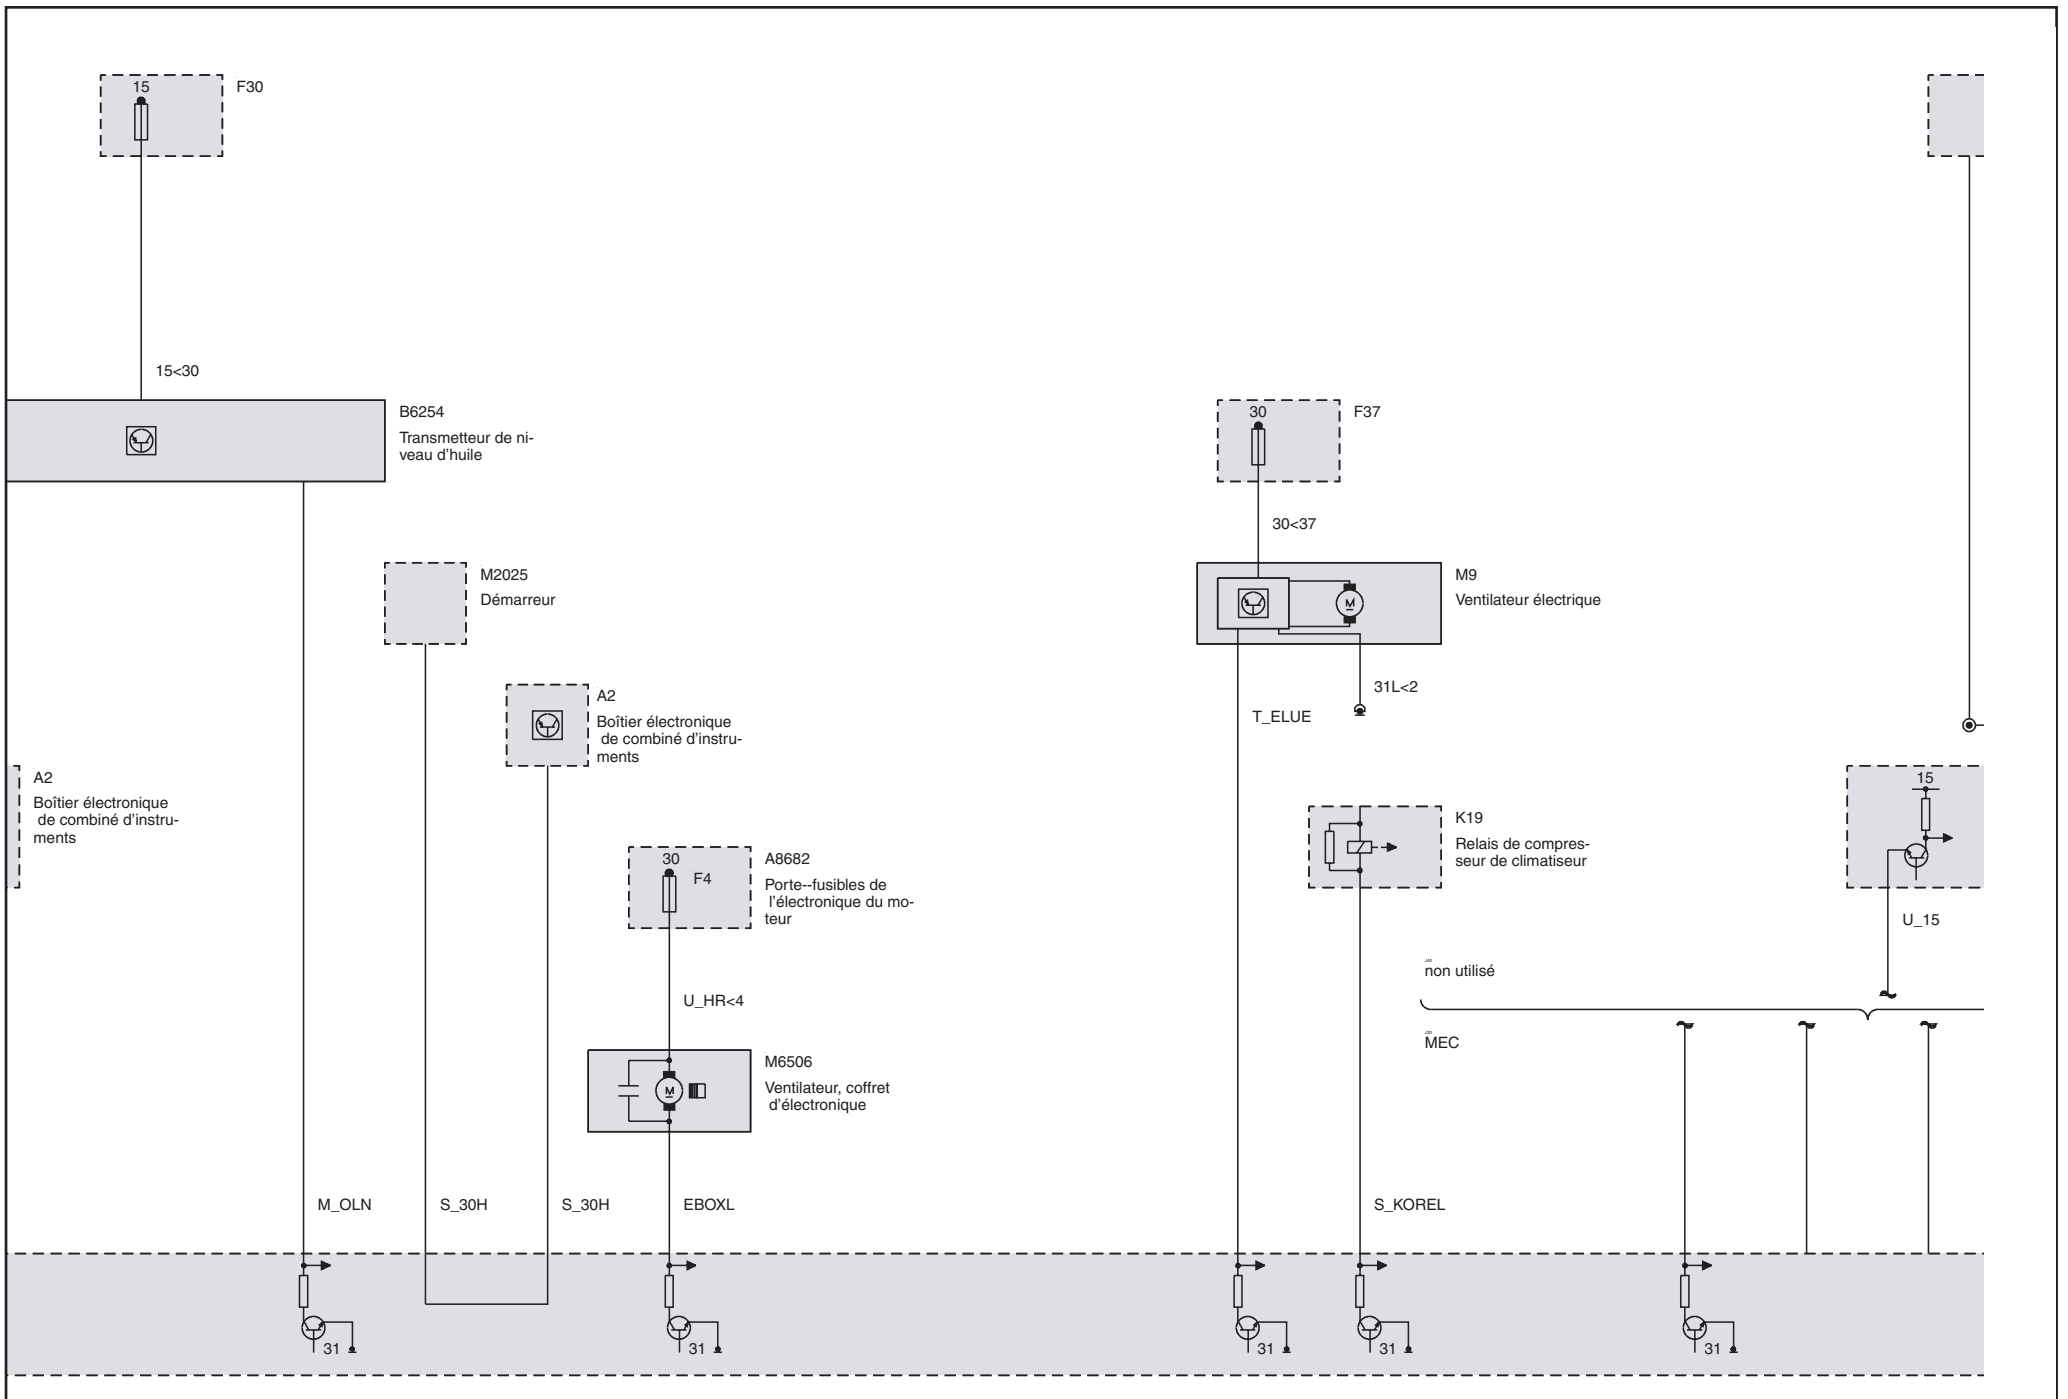 15
F30
15<30
B6254
Transmetteur de ni-
veau d'huile
30
F37
30<37
M2025
Démarreur
M9
Ventilateur électrique
M
A2
Boîtier électronique
de combiné d'instru-
ments
31L<2
T_ELUE
A2
Boîtier électronique
de combiné d'instru-
ments
15
K19
Relais de compres-
seur de climatiseur
30
F4
A8682
Porte--fusibles de
l'électronique du mo-
teur
U_15
non utilisé
U_HR<4
MEC
M6506
Ventilateur, coffret
d'électronique
M
M_OLN
S_30H
S_30H
EBOXL
S_KOREL
31
31
31
31
31